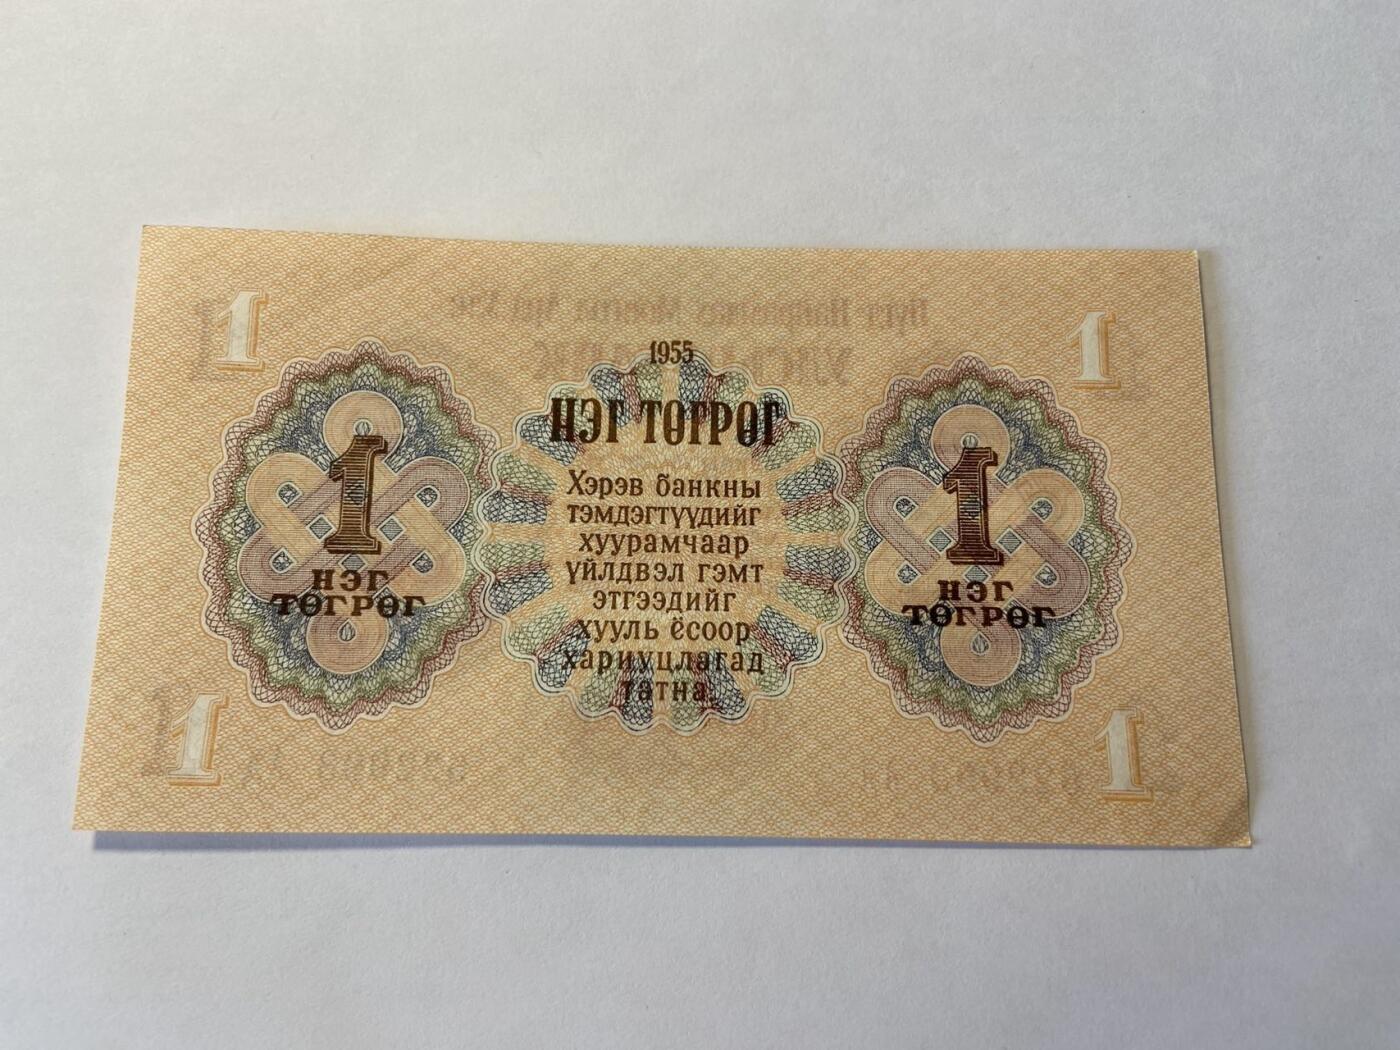 1
1
1955
НЭГ ТӨГРӨГ
Хэрэв банкны
тэмдэгтүүдийг
хуурамчаар
үйлдвэл гэмт
этгээдийг
хууль ёсоор
хариуцлагад
татна.
1
НЭГ
ТӨГРӨГ
1
НЭГ
ТӨГРӨГ
1
1